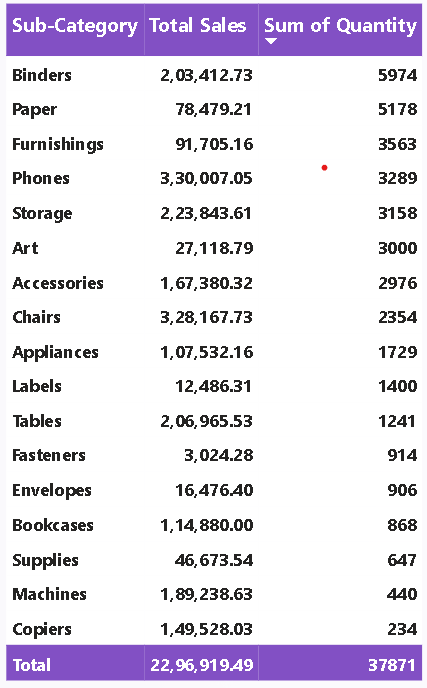 Sub-Category Total Sales Sum of Quantity
Binders 2,03,412.73 5974
Paper 78,479.21 5178
Furnishings 91,705.16 3563
Phones 3,30,007.05 3289
Storage 2,23,843.61 3158
Art 27,118.79 3000
Accessories 1,67,380.32 2976
Chairs 3,28,167.73 2354
Appliances 1,07,532.16 1729
Labels 12,486.31 1400
Tables 2,06,965.53 1241
Fasteners 3,024.28 914
Envelopes 16,476.40 906
Bookcases 1,14,880.00 868
Supplies 46,673.54 647
Machines 1,89,238.63 440
Copiers 1,49,528.03 234
Total 22,96,919.49 37871